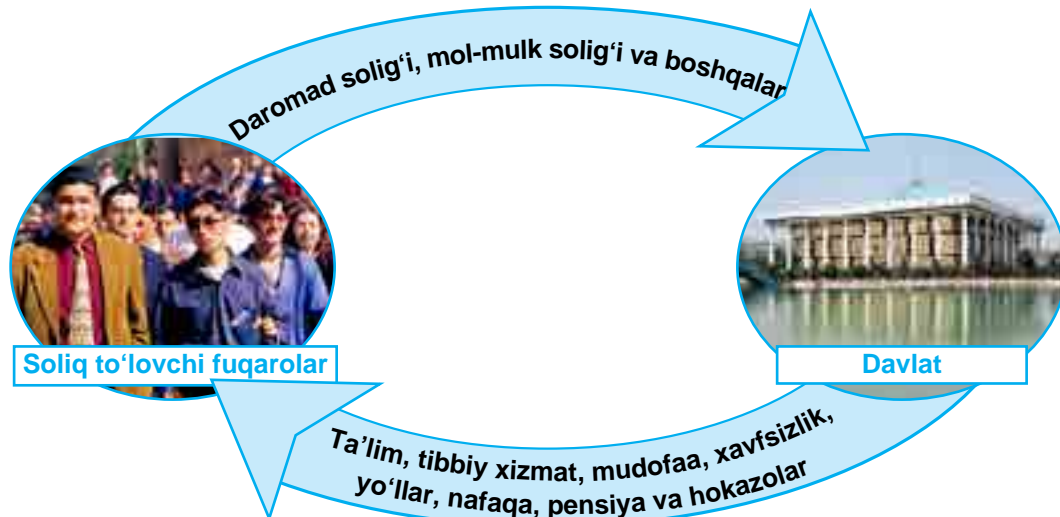 Daromad solig‘i, mol-mulk solig‘i va boshqalar
Soliq to‘lovchi fuqarolar
Davlat
Ta’lim, tibbiy xizmat, mudofaa, xavfsizlik,
yo‘llar, nafaqa, pensiya va hokazolar